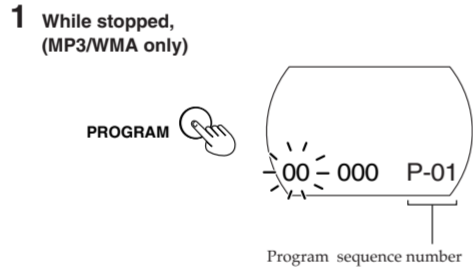 1 While stopped,
(MP3/WMA only)
PROGRAM
00 - 000 P-01
Program sequence number